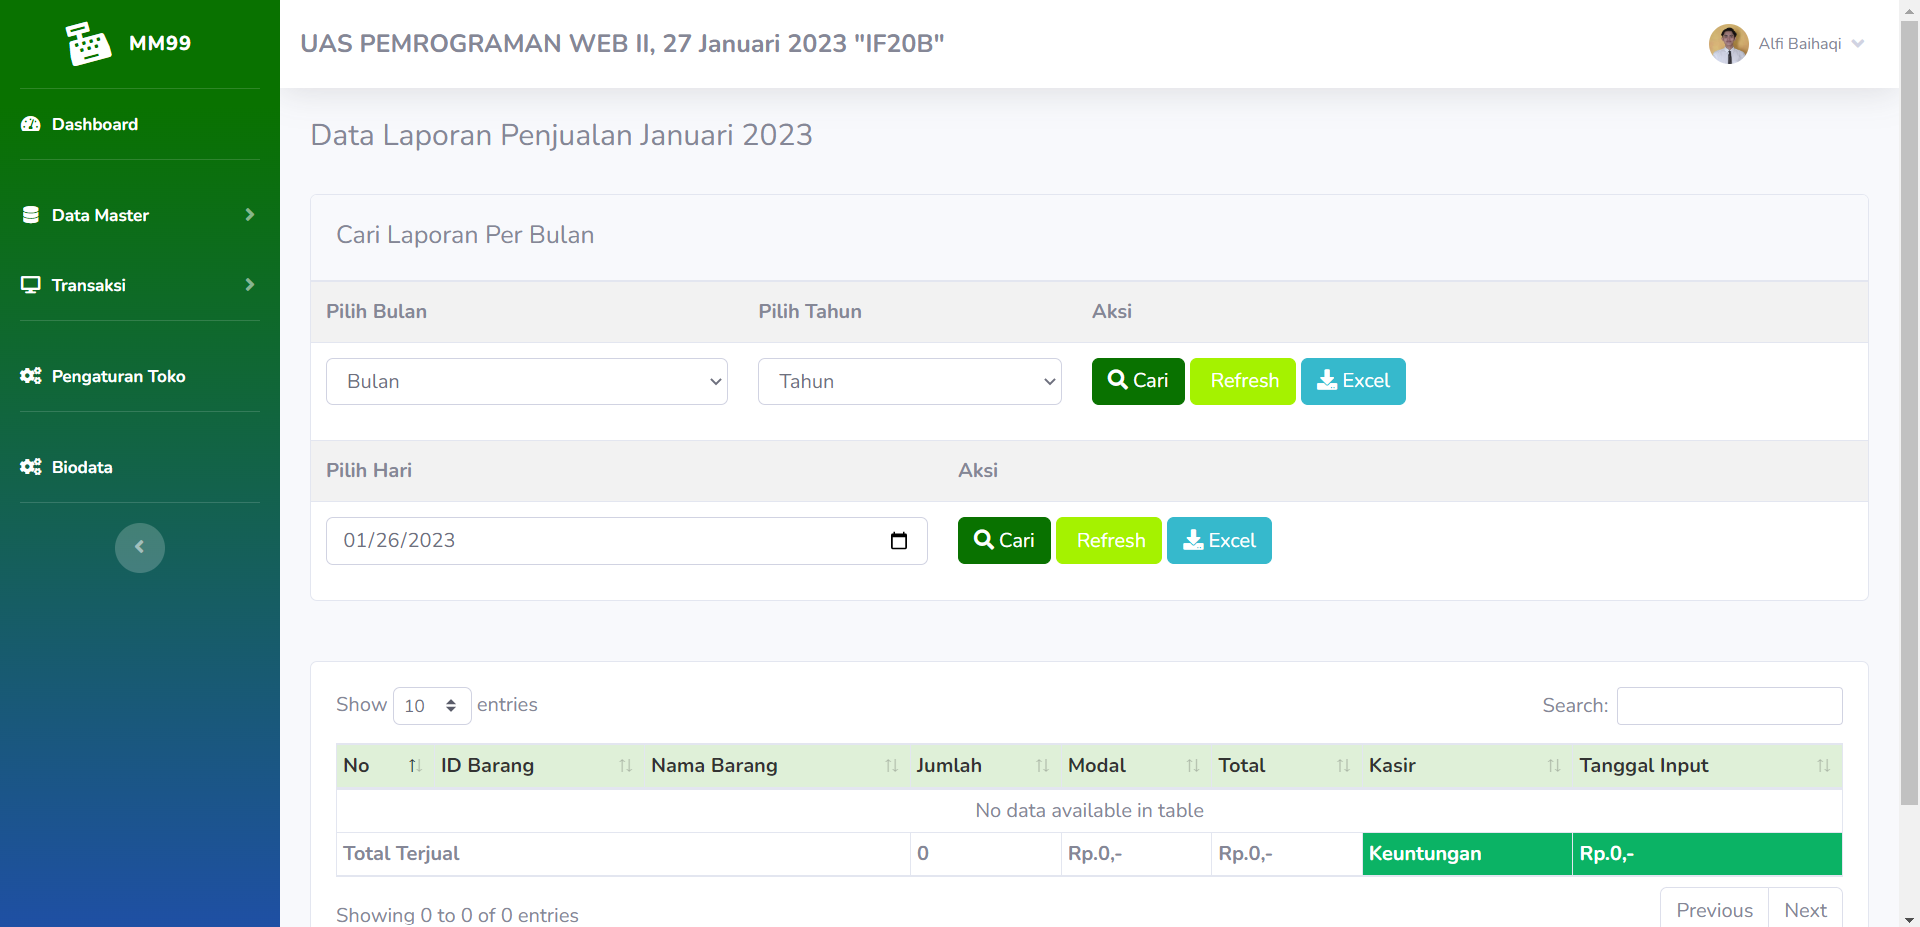 MM99
UAS PEMROGRAMAN WEB II, 27 Januari 2023 "IF20B"
Alfi Baihaqi
Dashboard
Data Master
Transaksi
Pengaturan Toko
Biodata
Data Laporan Penjualan Januari 2023
Cari Laporan Per Bulan
Pilih Bulan Pilih Tahun Aksi
Bulan Tahun Cari Refresh Excel
Pilih Hari Aksi
01/26/2023 Cari Refresh Excel
Show 10 entries Search:
No ID Barang Nama Barang Jumlah Modal Total Kasir Tanggal Input
No data available in table
Total Terjual 0 Rp.0,- Rp.0,- Keuntungan Rp.0,-
Showing 0 to 0 of 0 entries
Previous Next